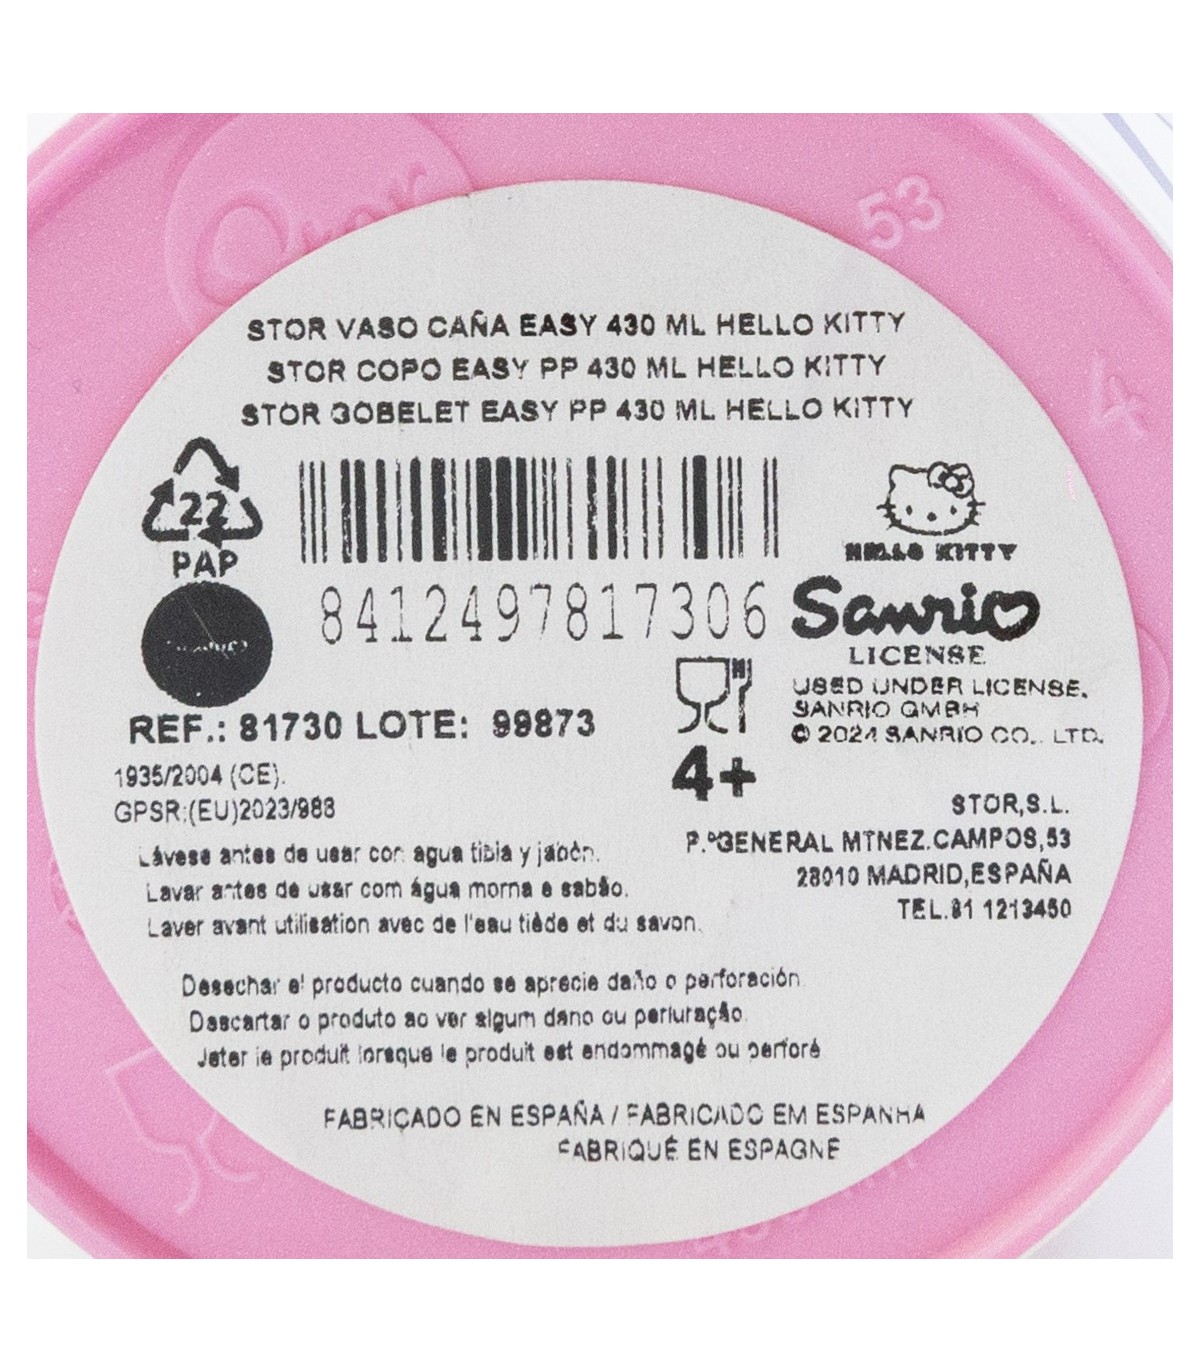 53
STOR VASO CAÑA EASY 430 ML HELLO KITTY
STOR COPO EASY PP 430 ML HELLO KITTY
STOR GOBELET EASY PP 430 ML HELLO KITTY
4
22
PAP
8412497817306
HELLO KITTY
Sanrio
LICENSE
USED UNDER LICENSE,
SANRIO GMBH
© 2024 SANRIO CO., LTD.
REF.: 81730 LOTE: 99873
4+
1935/2004 (CE).
GPSR:(EU)2023/988
STOR,S.L.
P.ºGENERAL MTNEZ.CAMPOS,53
28010 MADRID,ESPAÑA
TEL.91 1213450
Lávese antes de usar con agua tibia y jabón.
Lavar antes de usar com água morna e sabão.
Laver avant utilisation avec de l'eau tiède et du savon.
Desechar el producto cuando se aprecie daño o perforación
Descartar o produto ao ver algum dano ou perfuração
Jeter le produit lorsque le produit est endommagé ou perforé
FABRICADO EN ESPAÑA / FABRICADO EM ESPANHA
FABRIQUÉ EN ESPAGNE